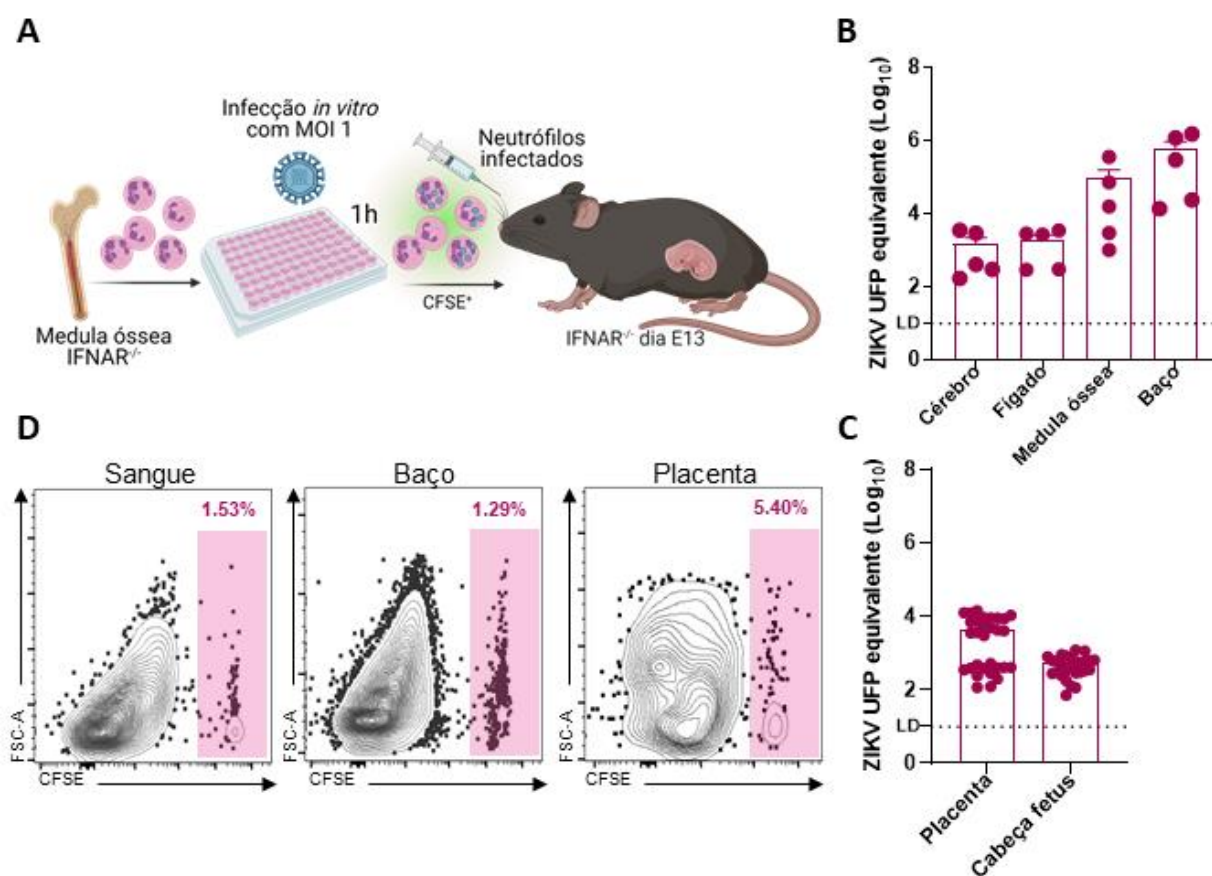 A
Infecção in vitro
com MOI 1
Neutrófilos
infectados
1h
CFSE⁺
Medula óssea
IFNAR⁻/⁻
IFNAR⁻/⁻ dia E13
B
ZIKV UFP equivalente (Log₁₀)
8
6
4
2
LD
0
Cérebro
Fígado
Medula óssea
Baço
D
Sangue
1.53%
FSC-A
CFSE
Baço
1.29%
FSC-A
CFSE
Placenta
5.40%
FSC-A
CFSE
C
ZIKV UFP equivalente (Log₁₀)
8
6
4
2
LD
0
Placenta
Cabeça fetus